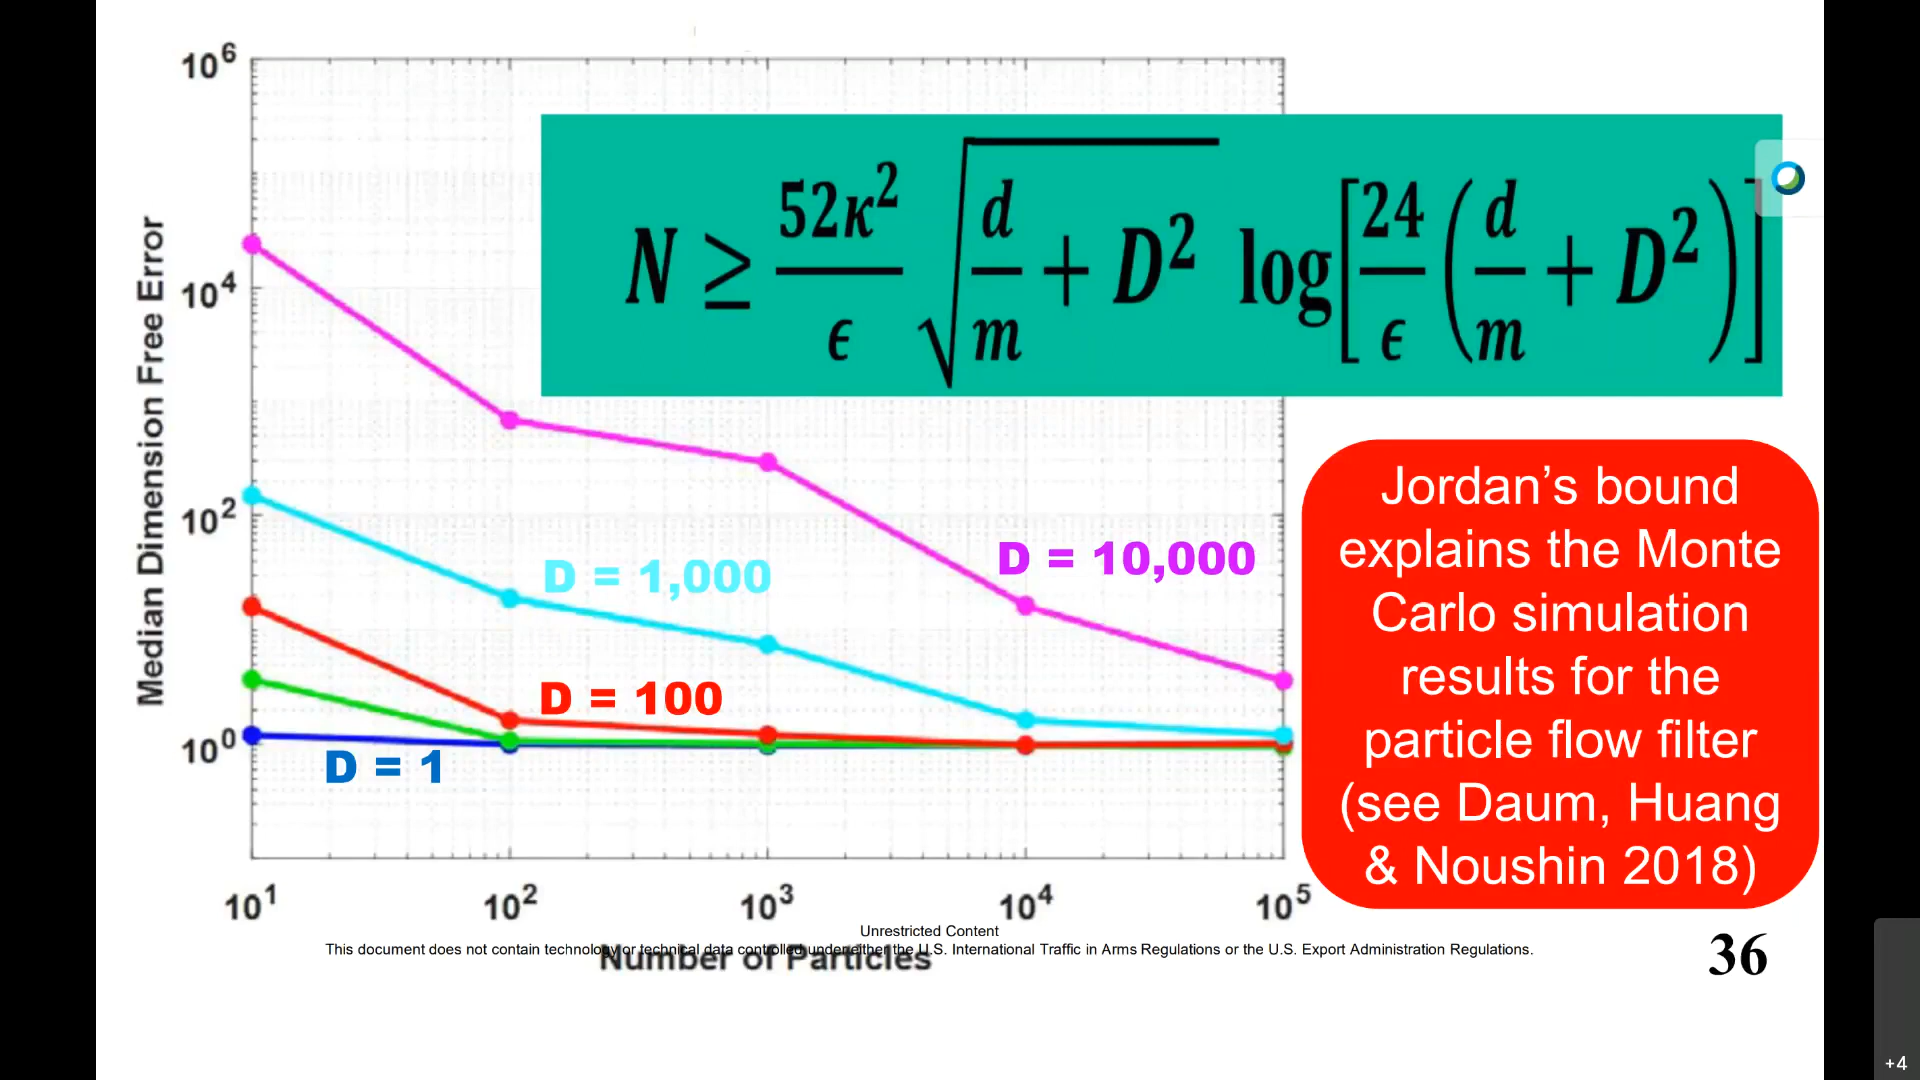 10^6
10^4
10^2
10^0
Median Dimension Free Error
N ≥ 52κ^2/ϵ √(d/m + D^2) log[24/ϵ (d/m + D^2)]
D = 1,000
D = 10,000
D = 100
D = 1
Jordan’s bound
explains the Monte
Carlo simulation
results for the
particle flow filter
(see Daum, Huang
& Noushin 2018)
10^1 10^2 10^3 10^4 10^5
Unrestricted Content
This document does not contain technology or technical data controlled under either the U.S. International Traffic in Arms Regulations or the U.S. Export Administration Regulations.
Number of Particles
36
+4